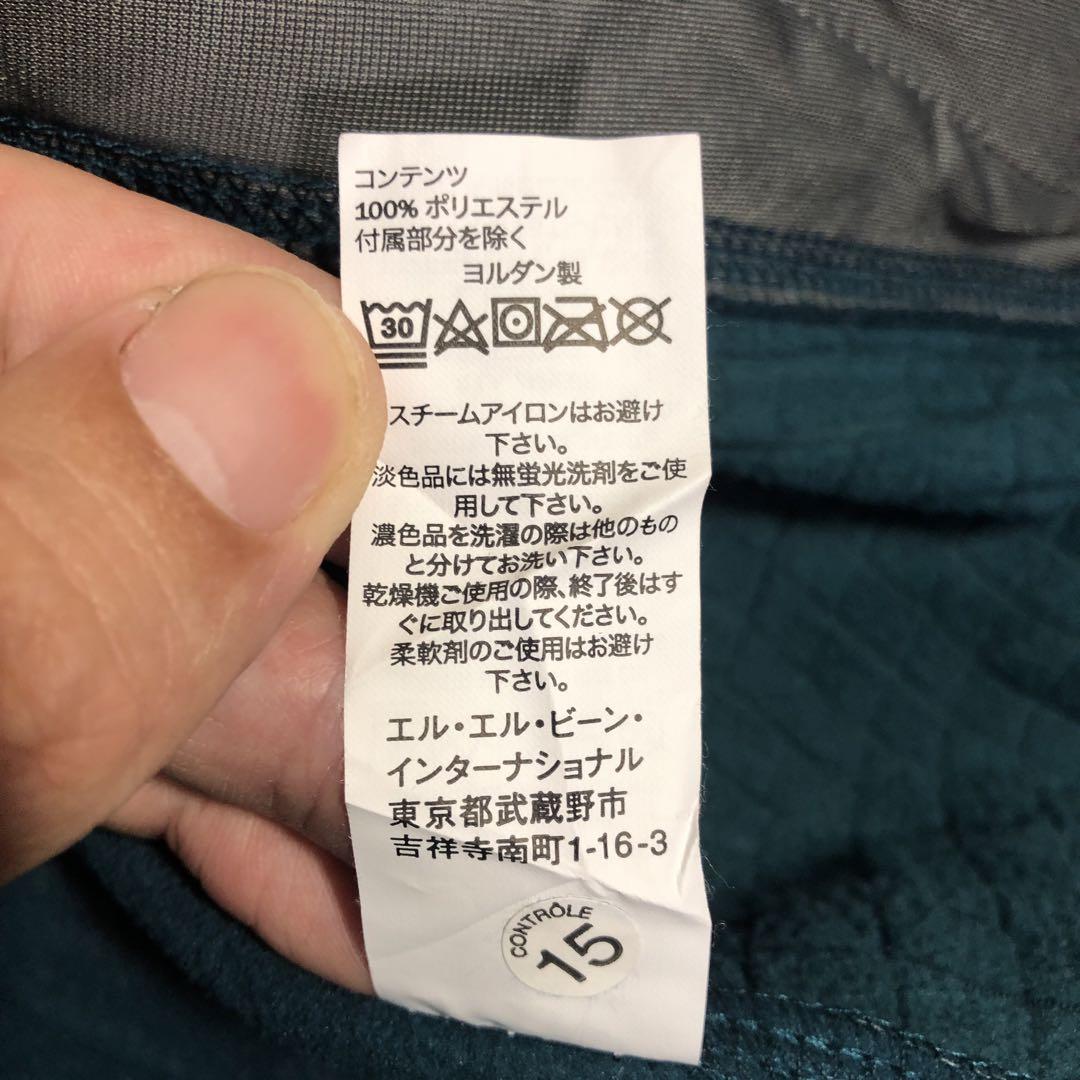 コンテンツ
100% ポリエステル
付属部分を除く
ヨルダン製
30
スチームアイロンはお避け
下さい。
淡色品には無蛍光洗剤をご使
用して下さい。
濃色品を洗濯の際は他のもの
と分けてお洗い下さい。
乾燥機ご使用の際、終了後はす
ぐに取り出してください。
柔軟剤のご使用はお避け
下さい。
エル・エル・ビーン・
インターナショナル
東京都武蔵野市
吉祥寺南町1-16-3
CONTRÔLE
15